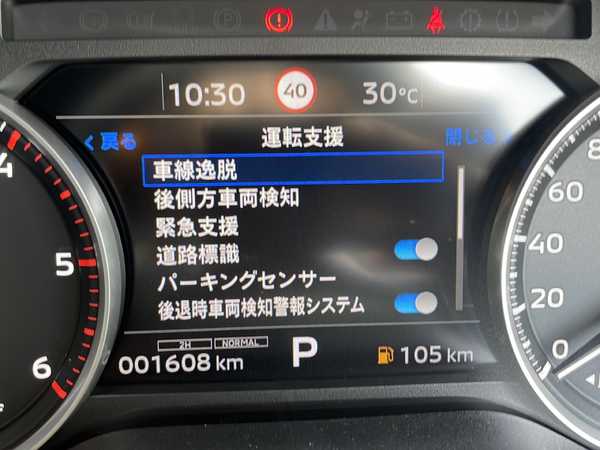 10:30 40 30°C
< 戻る 運転支援 閉じる >
車線逸脱
後側方車両検知
緊急支援
道路標識
パーキングセンサー
後退時車両検知警報システム
2H NORMAL
001608 km P 105 km
4
5
6
80
60
40
20
0